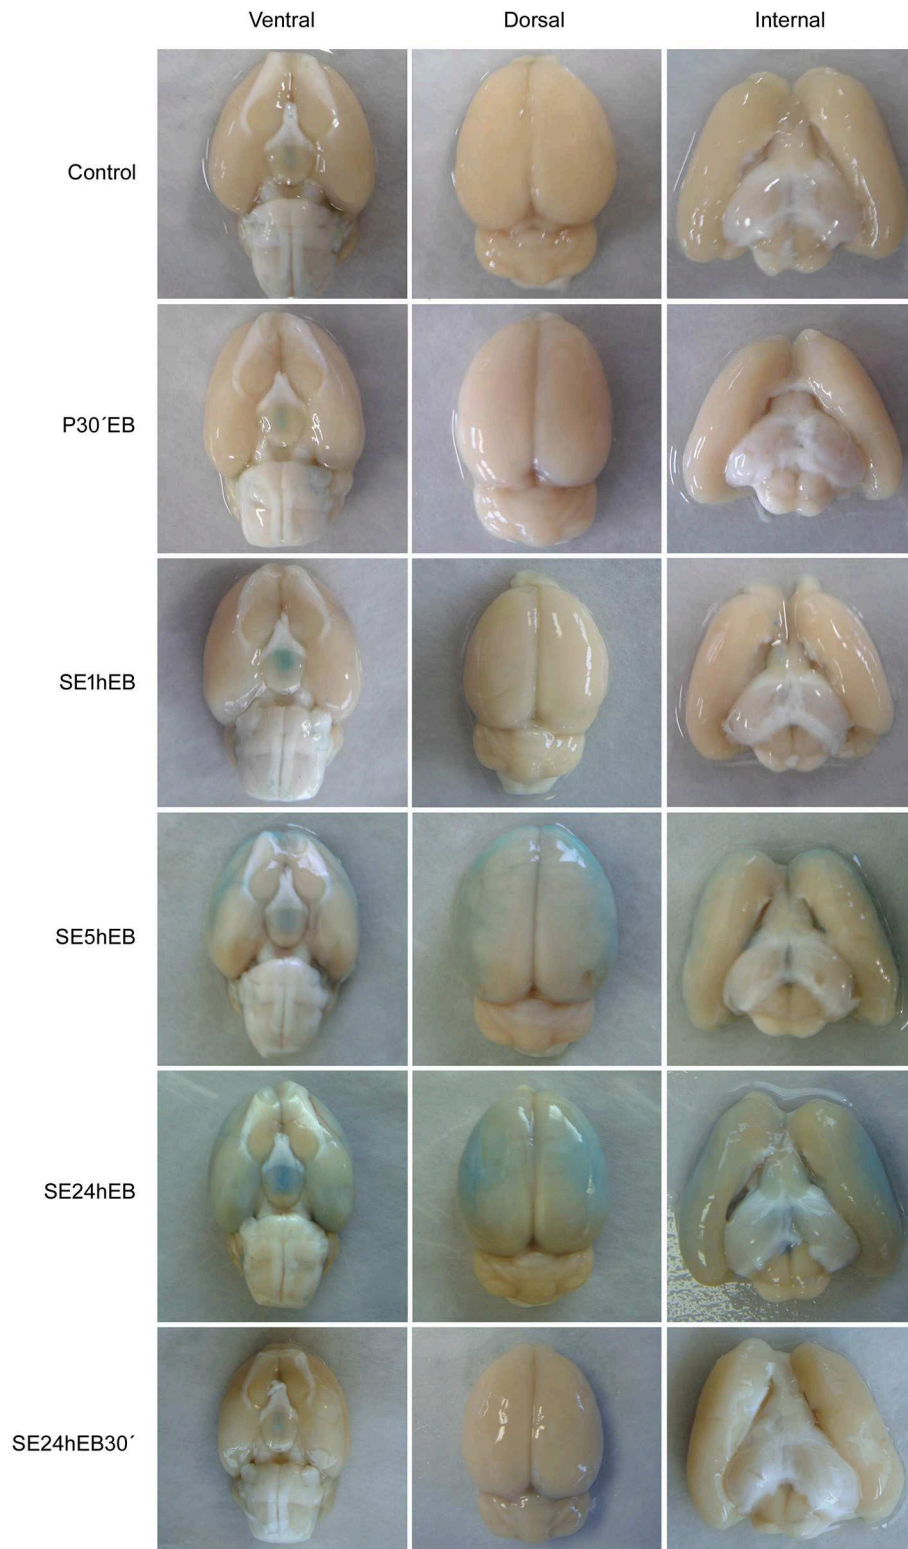 Ventral Dorsal Internal
Control
P30´EB
SE1hEB
SE5hEB
SE24hEB
SE24hEB30´